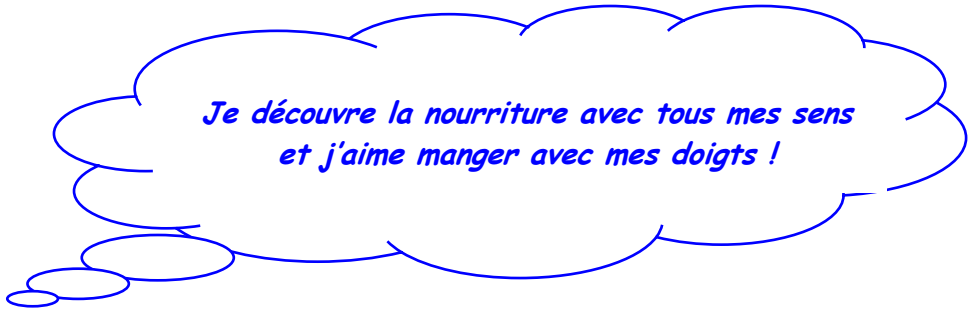 Je découvre la nourriture avec tous mes sens
et j'aime manger avec mes doigts !